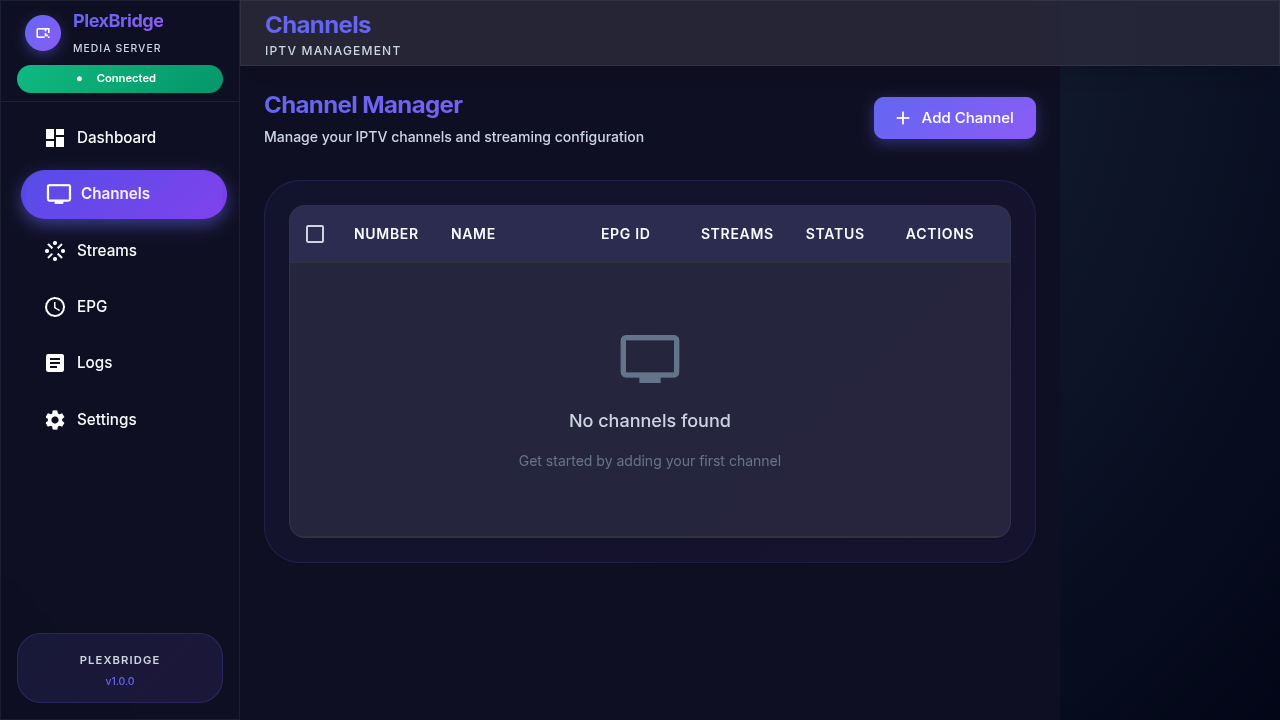 PlexBridge
MEDIA SERVER
Connected
Dashboard
Channels
Streams
EPG
Logs
Settings
PLEXBRIDGE
v1.0.0
Channels
IPTV MANAGEMENT
Channel Manager
Manage your IPTV channels and streaming configuration
Add Channel
NUMBER NAME EPG ID STREAMS STATUS ACTIONS
No channels found
Get started by adding your first channel